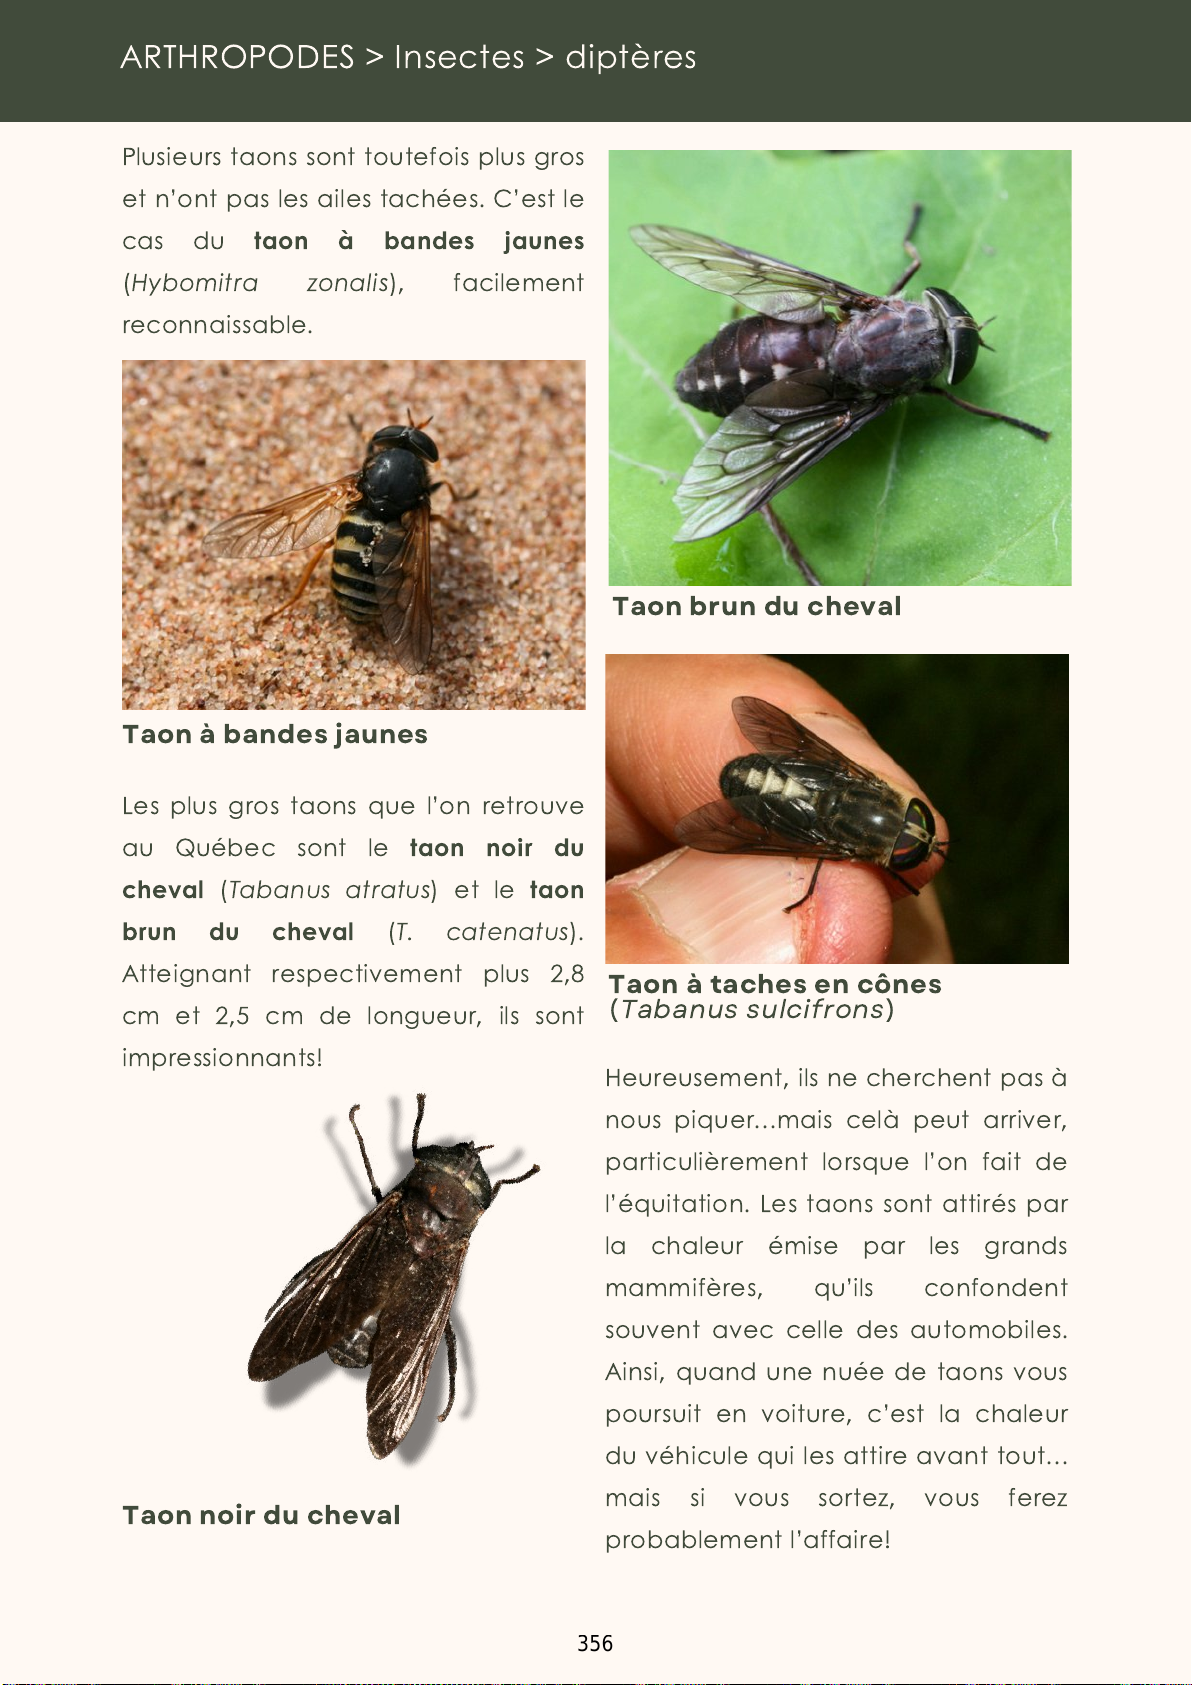 ARTHROPODES > Insectes > diptères
Plusieurs taons sont toutefois plus gros
et n’ont pas les ailes tachées. C’est le
cas du taon à bandes jaunes
(Hybomitra zonalis), facilement
reconnaissable.
Taon à bandes jaunes
Les plus gros taons que l’on retrouve
au Québec sont le taon noir du
cheval (Tabanus atratus) et le taon
brun du cheval (T. catenatus).
Atteignant respectivement plus 2,8
cm et 2,5 cm de longueur, ils sont
impressionnants!
Taon noir du cheval
Taon brun du cheval
Taon à taches en cônes
(Tabanus sulcifrons)
Heureusement, ils ne cherchent pas à
nous piquer...mais celà peut arriver,
particulièrement lorsque l’on fait de
l’équitation. Les taons sont attirés par
la chaleur émise par les grands
mammifères, qu’ils confondent
souvent avec celle des automobiles.
Ainsi, quand une nuée de taons vous
poursuit en voiture, c’est la chaleur
du véhicule qui les attire avant tout...
mais si vous sortez, vous ferez
probablement l’affaire!
356